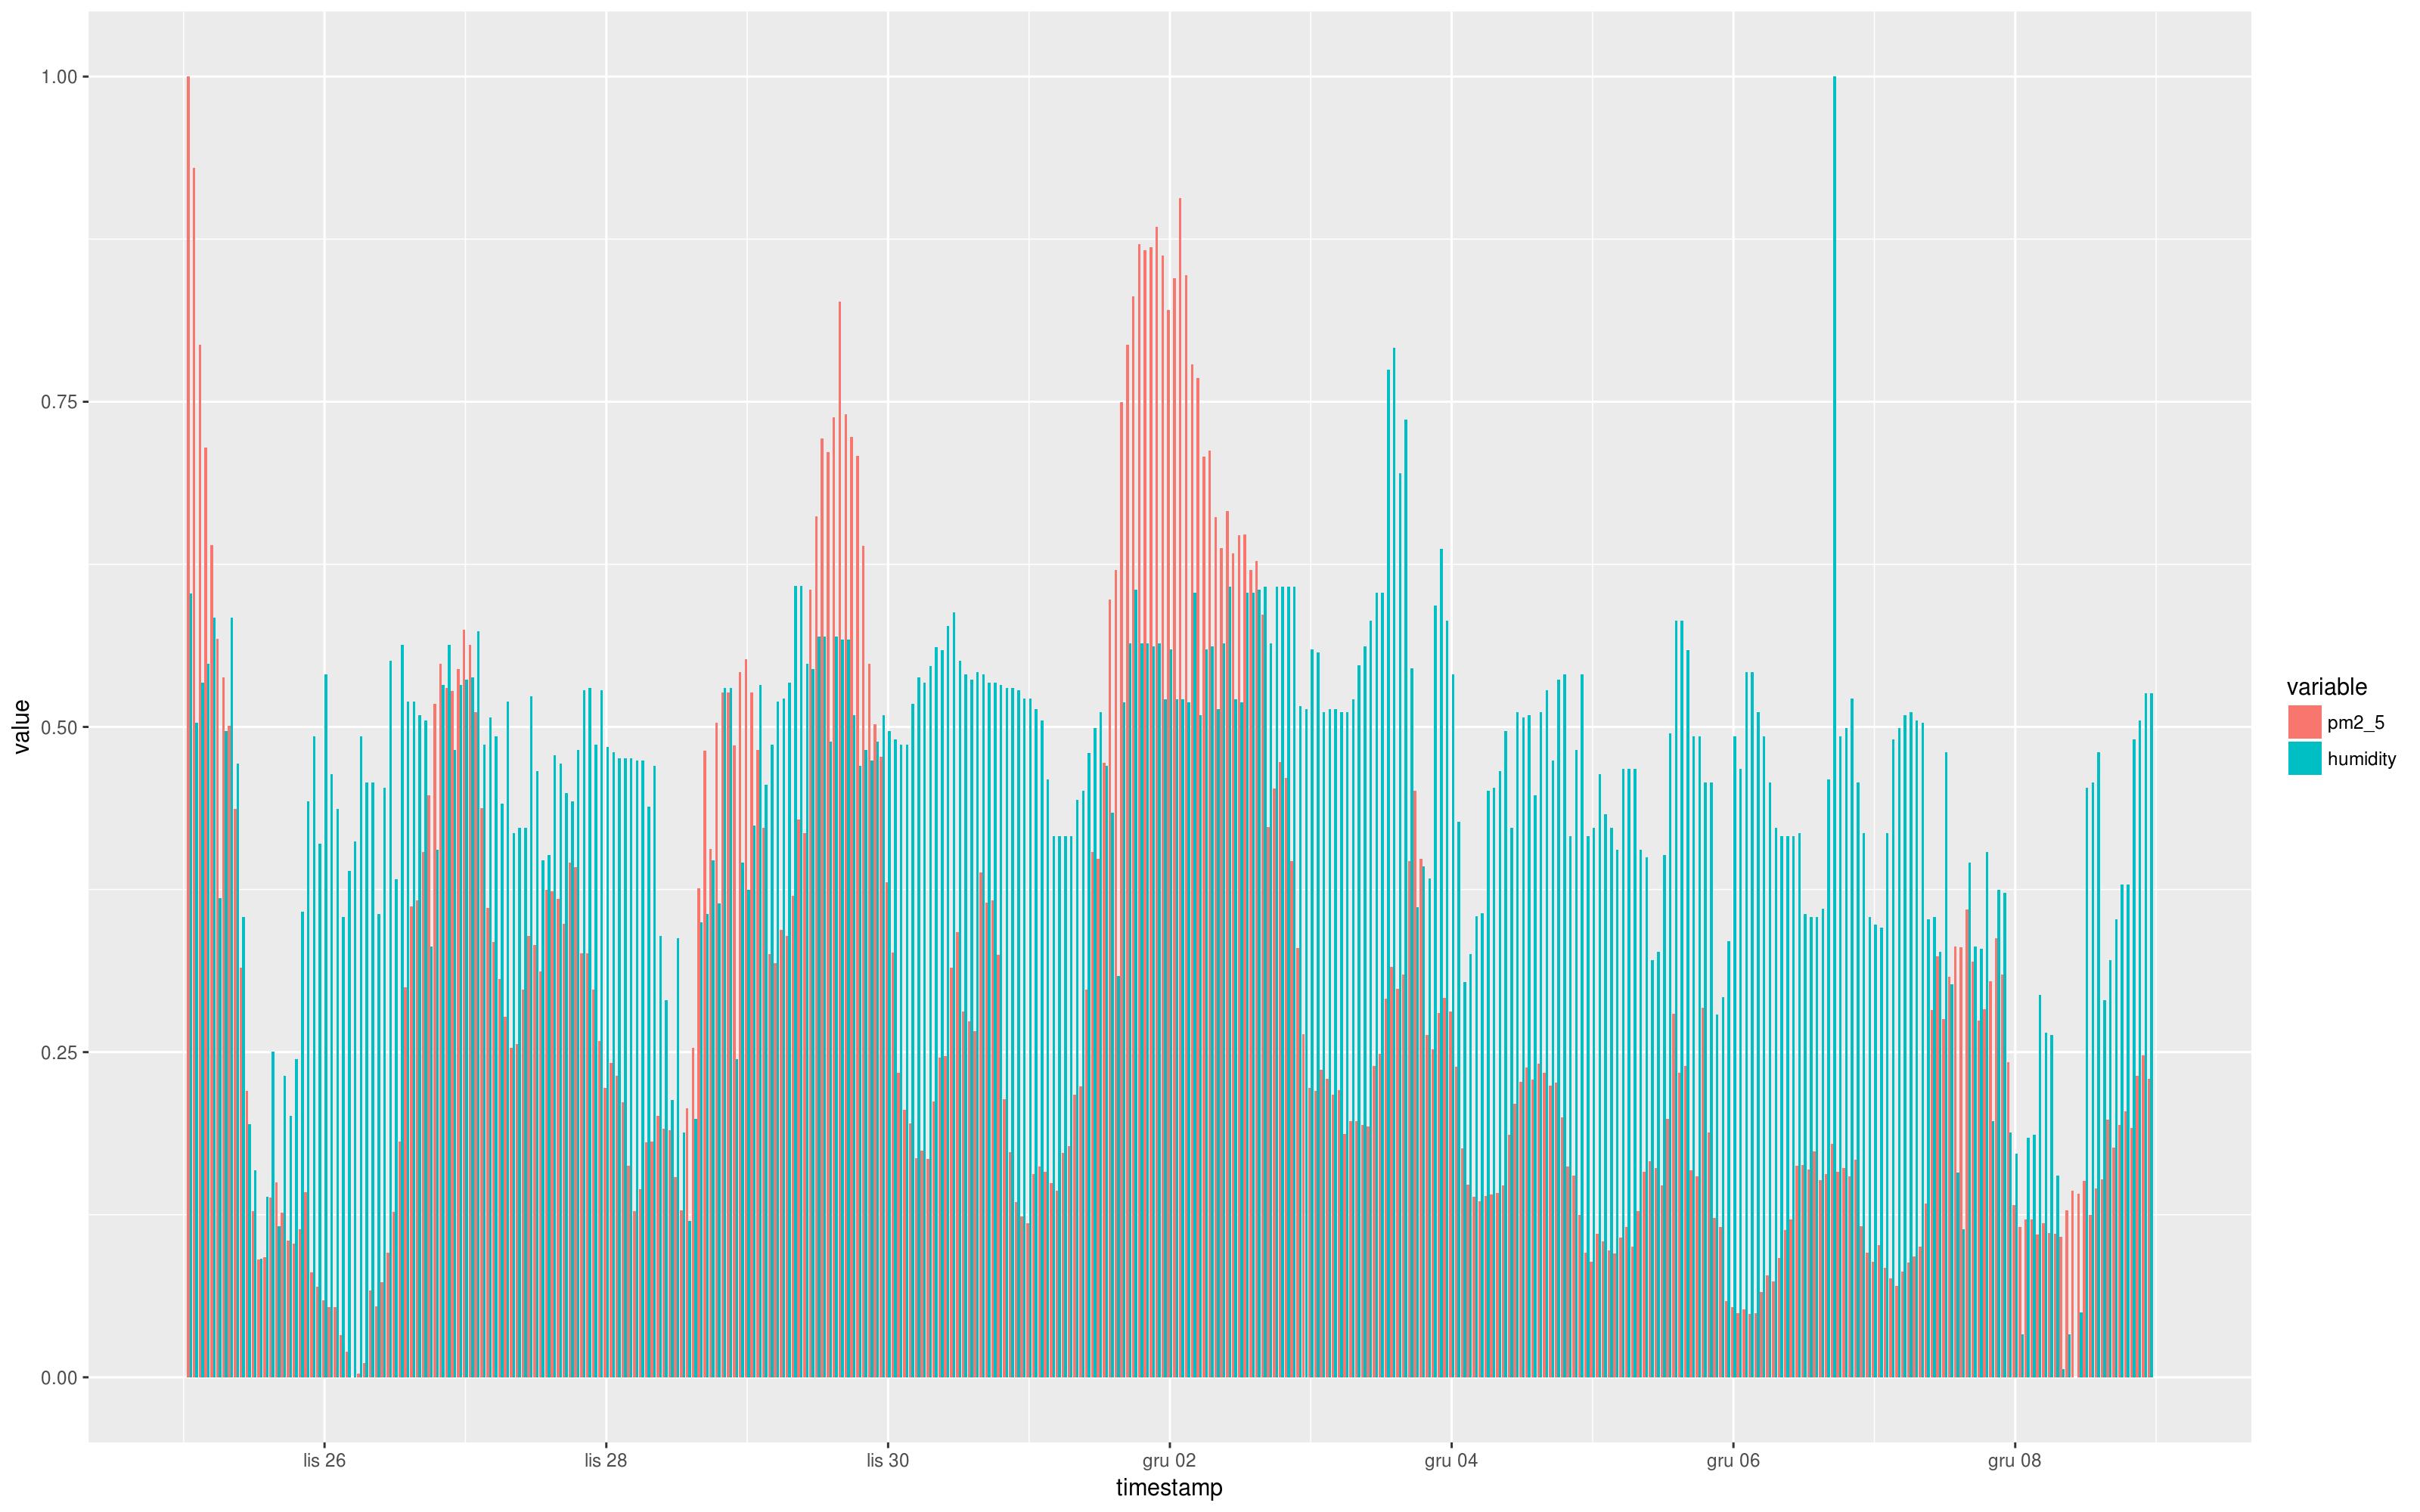 1.00
0.75
0.50
0.25
0.00
value
lis 26
lis 28
lis 30
gru 02
gru 04
gru 06
gru 08
timestamp
variable
pm2_5
humidity